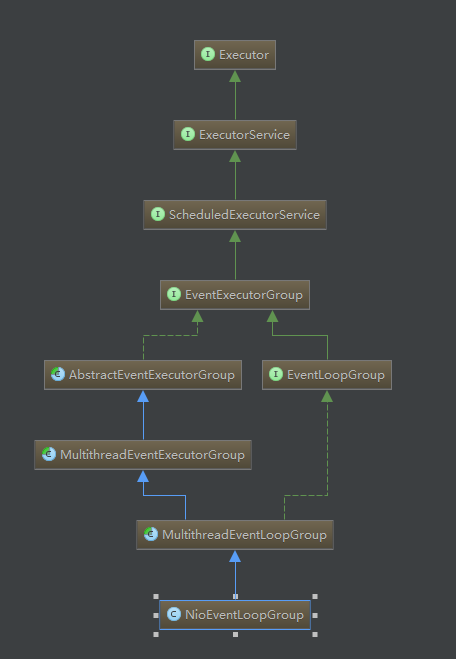 I Executor
I ExecutorService
I ScheduledExecutorService
I EventExecutorGroup
C AbstractEventExecutorGroup
I EventLoopGroup
C MultithreadEventExecutorGroup
C MultithreadEventLoopGroup
C NioEventLoopGroup